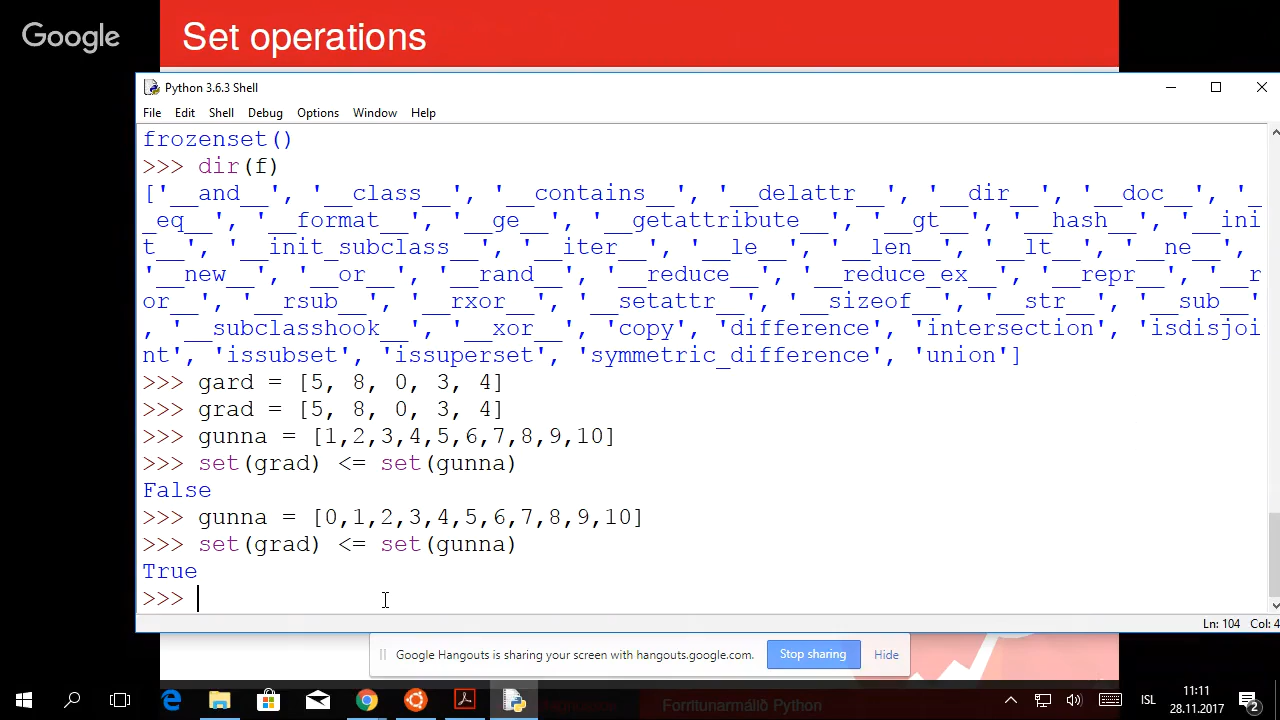 Google
Set operations
Python 3.6.3 Shell
File Edit Shell Debug Options Window Help
frozenset()
>>> dir(f)
['__and__', '__class__', '__contains__', '__delattr__', '__dir__', '__doc__', '_
_eq__', '__format__', '__ge__', '__getattribute__', '__gt__', '__hash__', '__ini
t__', '__init_subclass__', '__iter__', '__le__', '__len__', '__lt__', '__ne__',
'__new__', '__or__', '__rand__', '__reduce__', '__reduce_ex__', '__repr__', '__r
or__', '__rsub__', '__rxor__', '__setattr__', '__sizeof__', '__str__', '__sub__'
, '__subclasshook__', '__xor__', 'copy', 'difference', 'intersection', 'isdisjoi
nt', 'issubset', 'issuperset', 'symmetric_difference', 'union']
>>> gard = [5, 8, 0, 3, 4]
>>> grad = [5, 8, 0, 3, 4]
>>> gunna = [1,2,3,4,5,6,7,8,9,10]
>>> set(grad) <= set(gunna)
False
>>> gunna = [0,1,2,3,4,5,6,7,8,9,10]
>>> set(grad) <= set(gunna)
True
>>>
Ln: 104 Col: 4
Google Hangouts is sharing your screen with hangouts.google.com. Stop sharing Hide
Forritunarmálið Python
ISL
11:11
28.11.2017
2